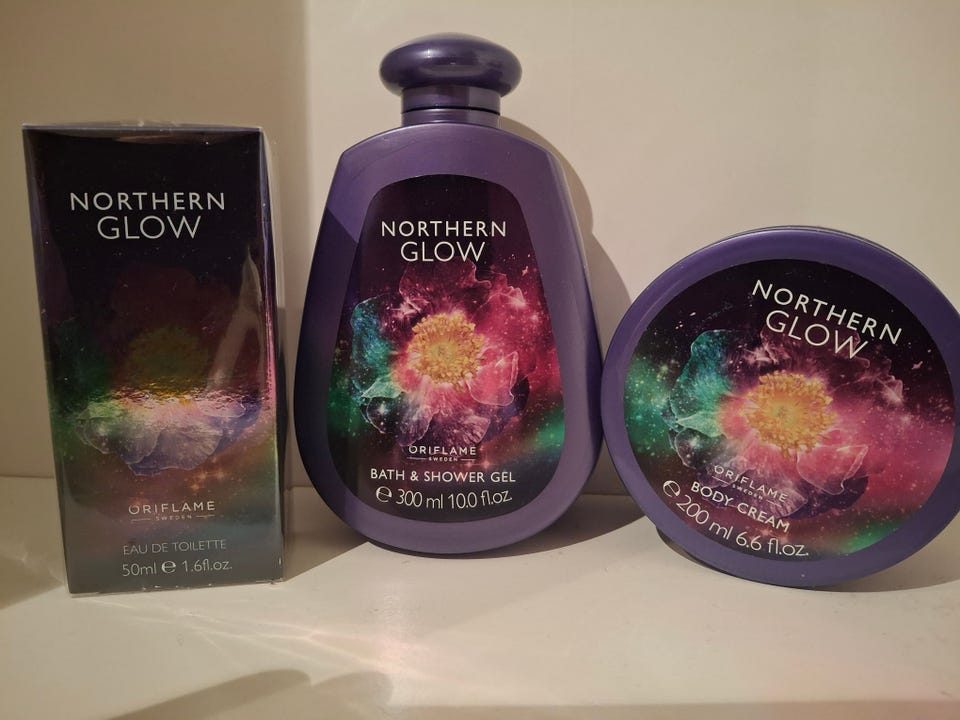 NORTHERN
GLOW
ORIFLAME
SWEDEN
EAU DE TOILETTE
50ml ℮ 1.6fl.oz.
NORTHERN
GLOW
ORIFLAME
SWEDEN
BATH & SHOWER GEL
℮ 300 ml 10.0 fl.oz.
NORTHERN
GLOW
ORIFLAME
SWEDEN
BODY CREAM
℮ 200 ml 6.6 fl.oz.